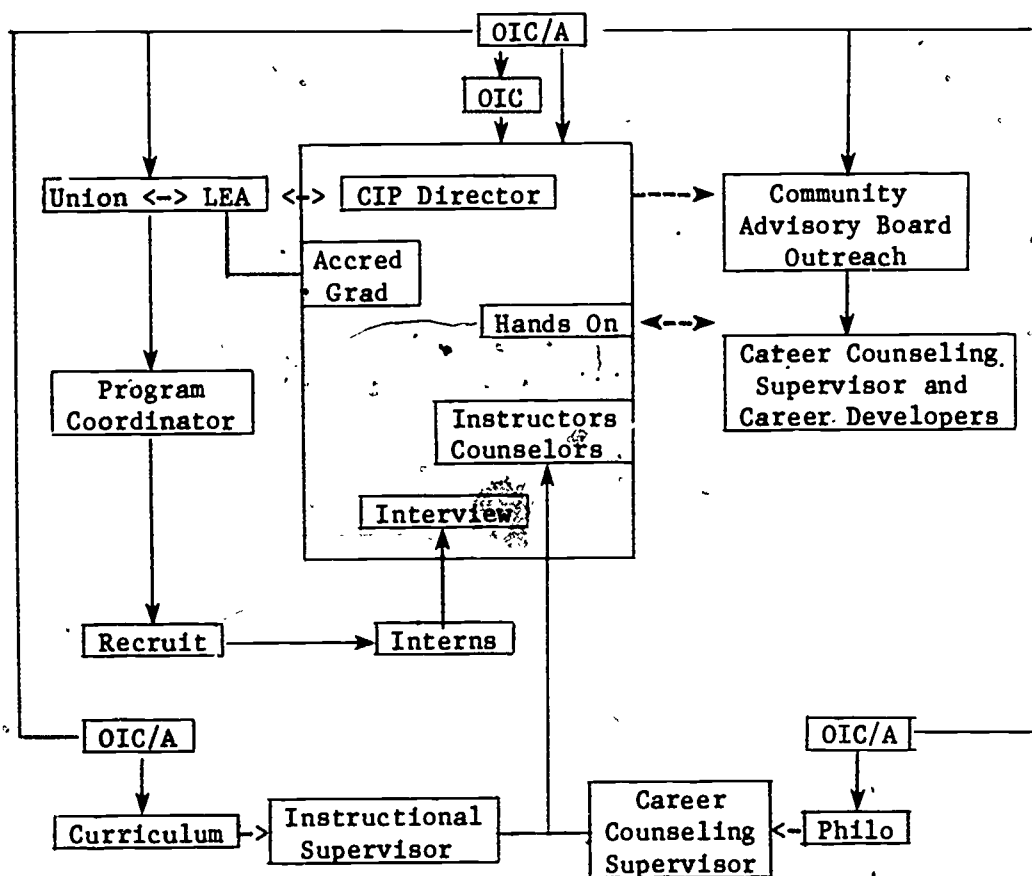 OIC/A
OIC
Union <-> LEA <-> CIP Director
Community
Advisory Board
Outreach
Accred
Grad
Hands On
Career Counseling
Supervisor and
Career Developers
Program
Coordinator
Instructors
Counselors
Interview
Recruit
Interns
OIC/A
OIC/A
Curriculum
Instructional
Supervisor
Career
Counseling
Supervisor
Philo